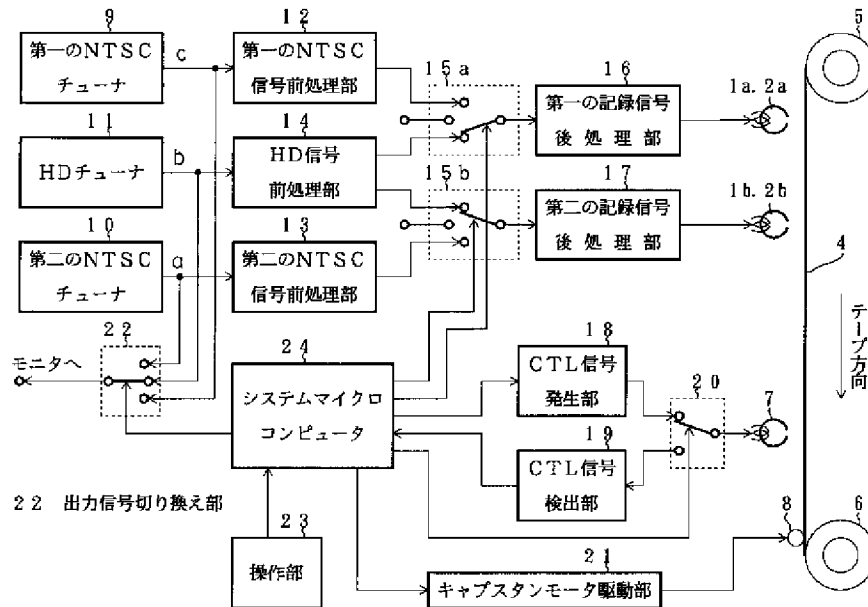 9
第一のNTSC
チューナ
c
12
第一のNTSC
信号前処理部
15a
16
第一の記録信号
後処理部
1a.2a
5
11
HDチューナ
b
14
HD信号
前処理部
15b
17
第二の記録信号
後処理部
1b.2b
10
第二のNTSC
チューナ
a
13
第二のNTSC
信号前処理部
4
テープ方向
22
モニタへ
24
システムマイクロ
コンピュータ
18
CTL信号
発生部
20
7
19
CTL信号
検出部
22 出力信号切り換え部
23
操作部
21
キャプスタンモータ駆動部
8
6